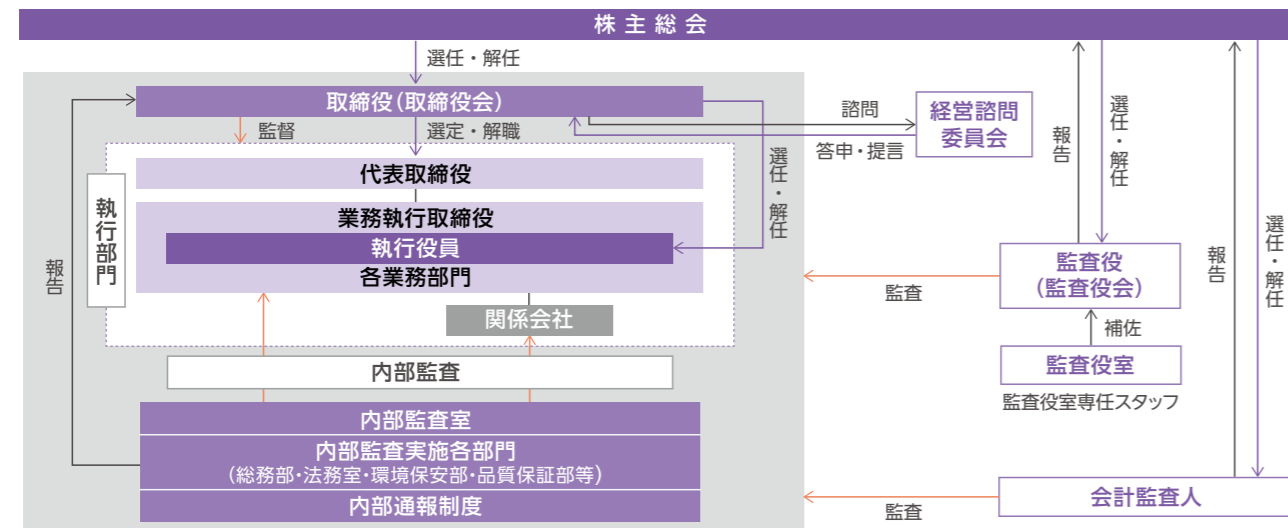 株主総会
選任・解任
取締役(取締役会)
監督
選定・解職
諮問
答申・提言
経営諮問
委員会
選任・解任
報告
選任・解任
報告
選任・解任
代表取締役
執行部門
業務執行取締役
執行役員
各業務部門
関係会社
報告
監査
監査役
(監査役会)
補佐
監査役室
監査役室専任スタッフ
内部監査
内部監査室
内部監査実施各部門
(総務部・法務室・環境保安部・品質保証部等)
内部通報制度
監査
会計監査人